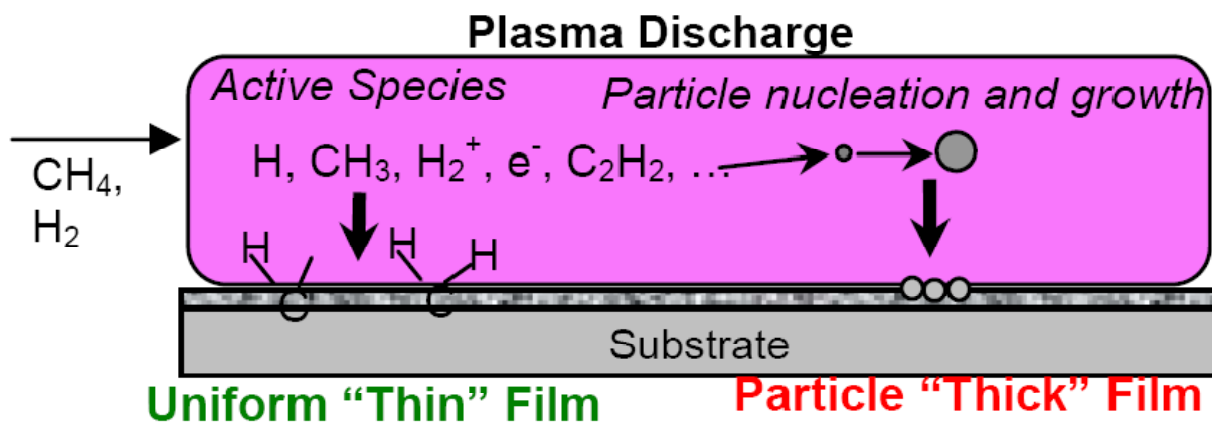 Plasma Discharge
Active Species
Particle nucleation and growth
CH₄,
H₂
H, CH₃, H₂⁺, e⁻, C₂H₂, ...
H
H
H
C
C
Substrate
Uniform “Thin” Film
Particle “Thick” Film